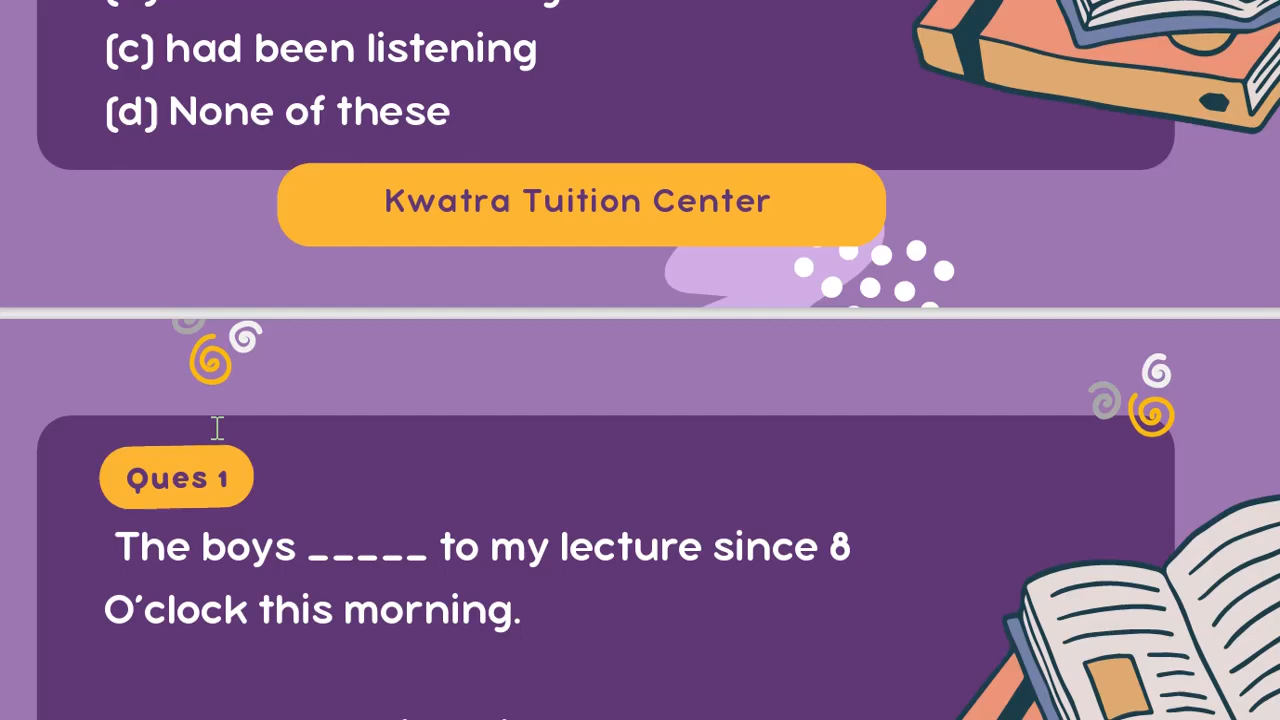 (c) had been listening
(d) None of these
Kwatra Tuition Center
Ques 1
The boys _____ to my lecture since 8
O'clock this morning.